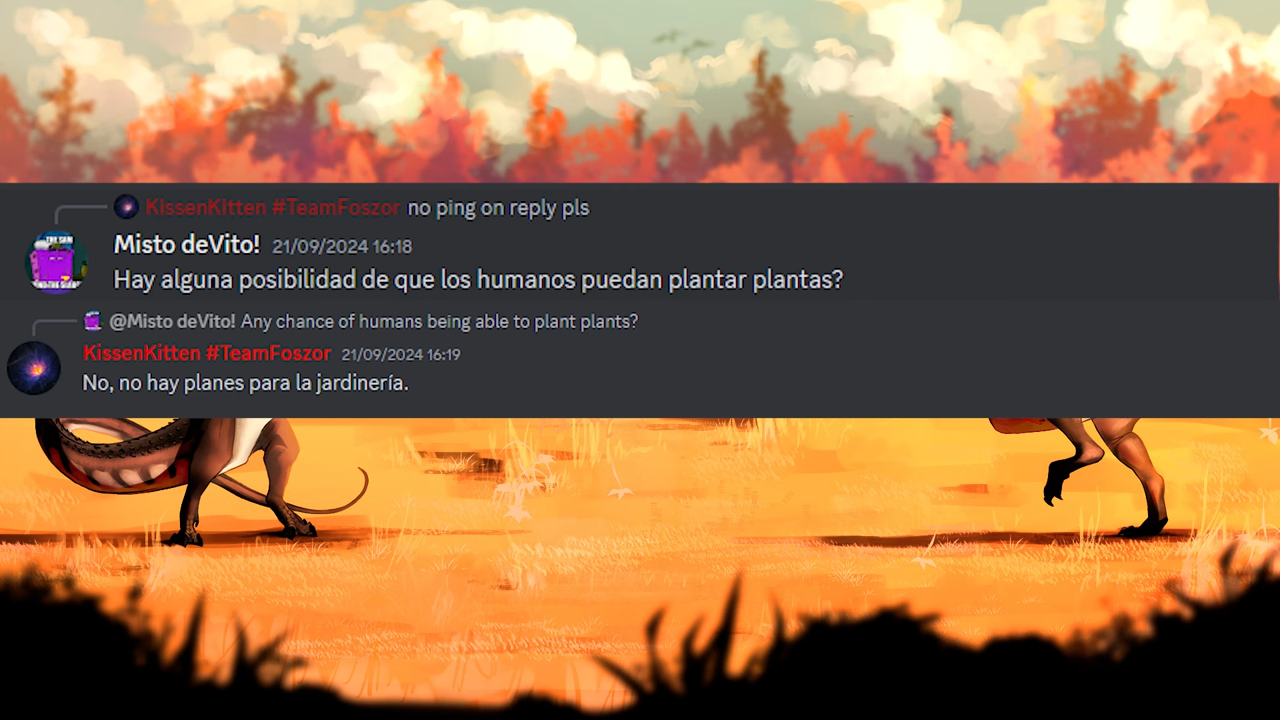 KissenKitten #TeamFoszor no ping on reply pls
Misto deVito! 21/09/2024 16:18
Hay alguna posibilidad de que los humanos puedan plantar plantas?
@Misto deVito! Any chance of humans being able to plant plants?
KissenKitten #TeamFoszor 21/09/2024 16:19
No, no hay planes para la jardinería.